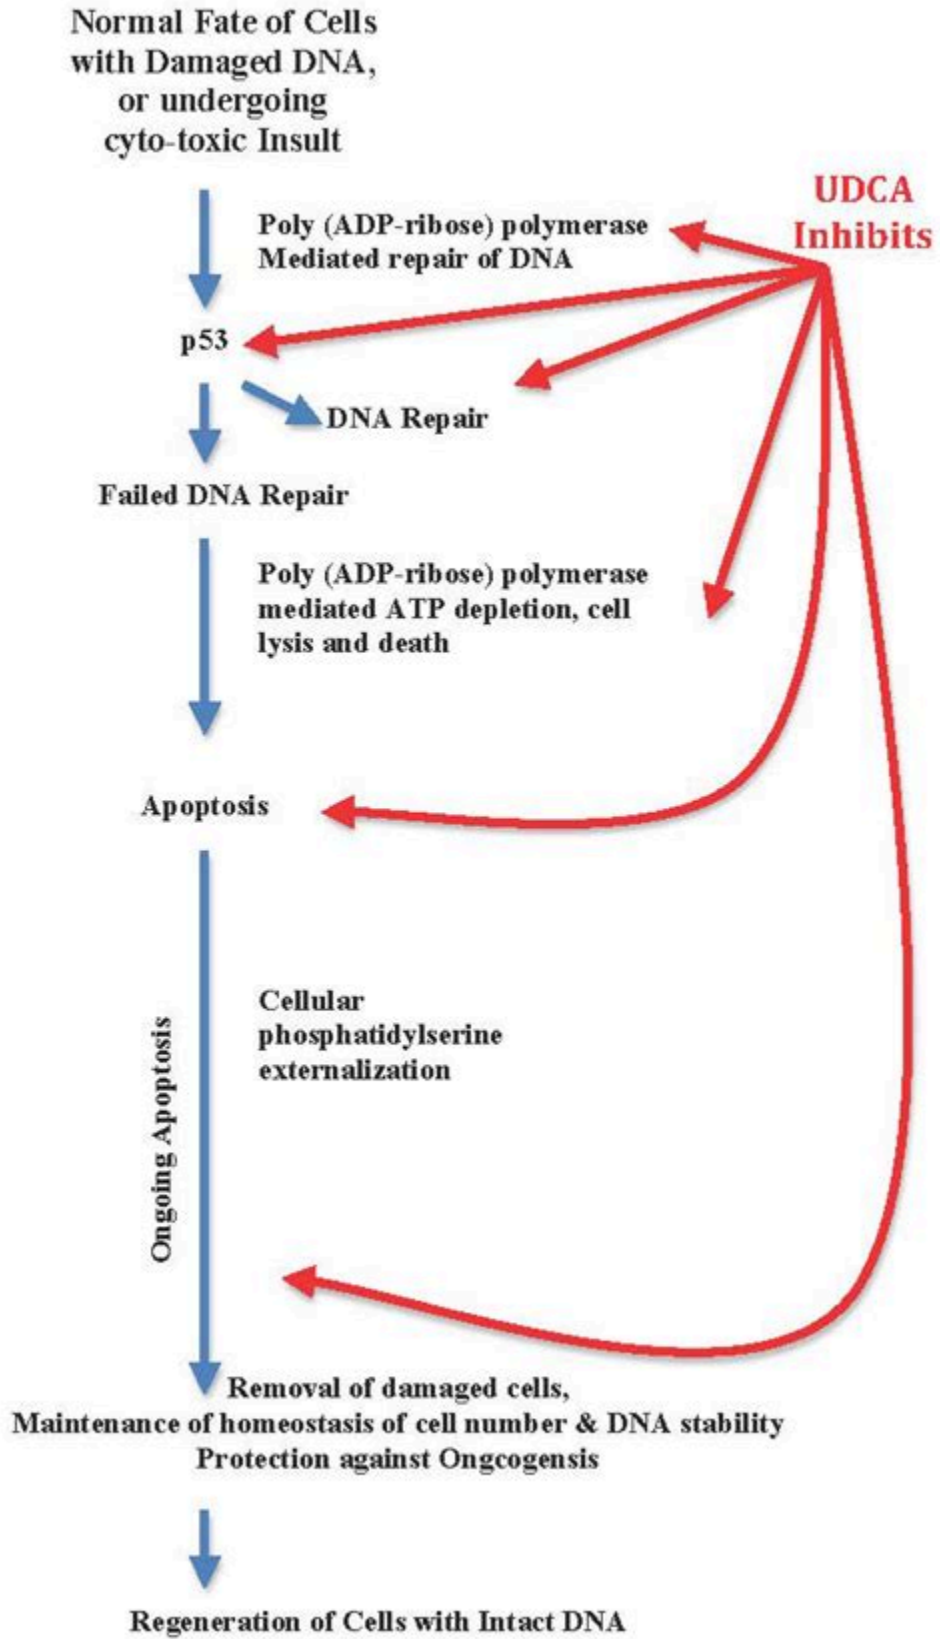 Normal Fate of Cells
with Damaged DNA,
or undergoing
cyto-toxic Insult
UDCA
Inhibits
Poly (ADP-ribose) polymerase
Mediated repair of DNA
p53
DNA Repair
Failed DNA Repair
Poly (ADP-ribose) polymerase
mediated ATP depletion, cell
lysis and death
Apoptosis
Cellular
phosphatidylserine
externalization
Ongoing Apoptosis
Removal of damaged cells,
Maintenance of homeostasis of cell number & DNA stability
Protection against Ongcogensis
Regeneration of Cells with Intact DNA